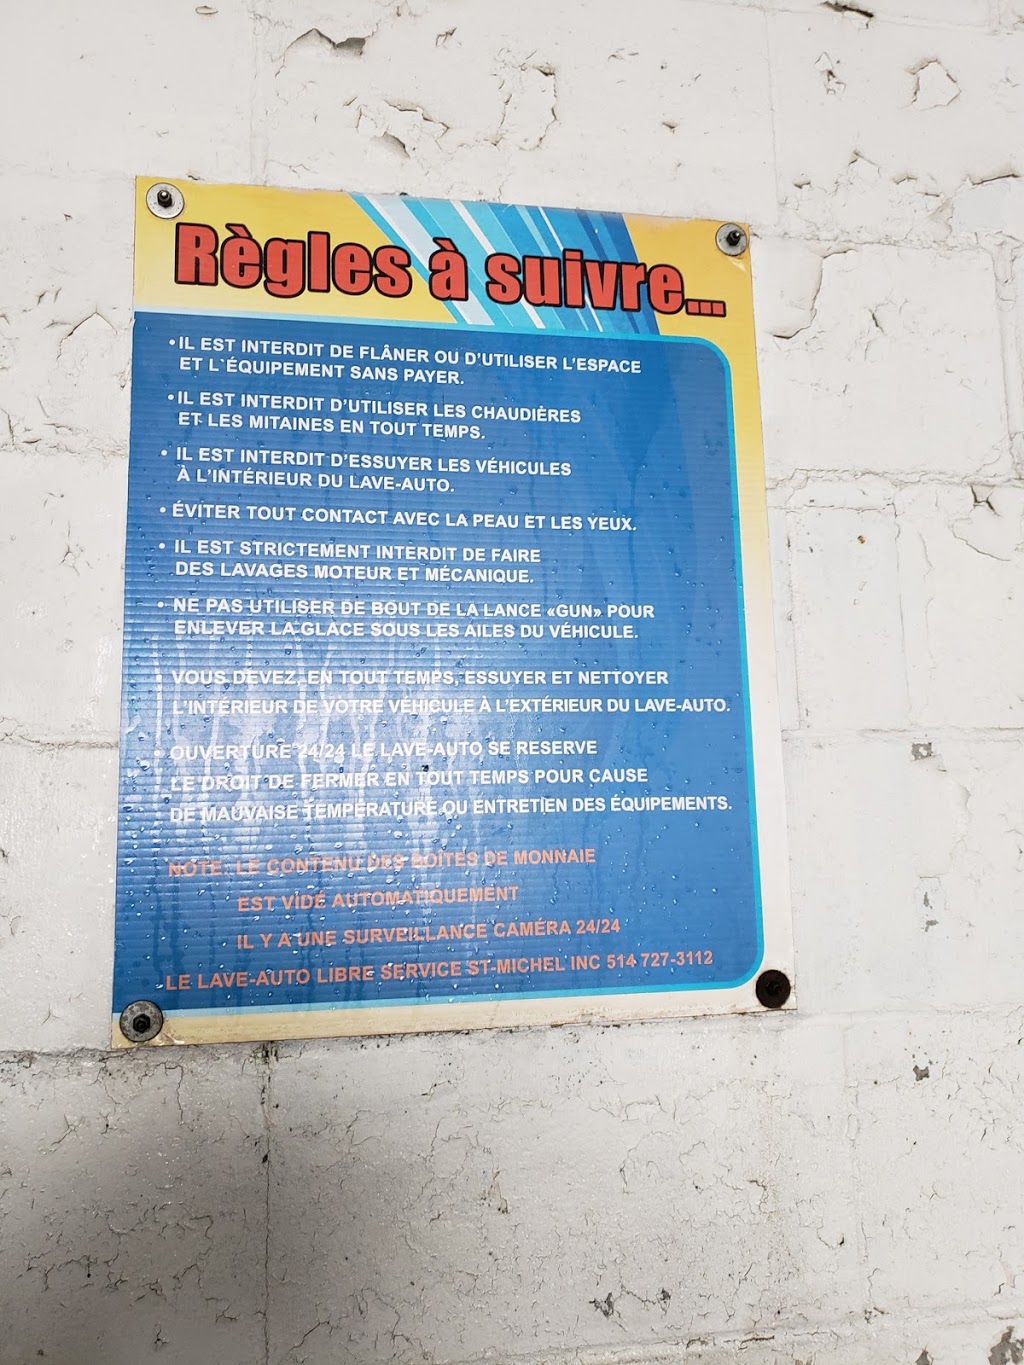 Règles à suivre...
•IL EST INTERDIT DE FLÂNER OU D'UTILISER L'ESPACE
ET L`ÉQUIPEMENT SANS PAYER.
•IL EST INTERDIT D'UTILISER LES CHAUDIÈRES
ET LES MITAINES EN TOUT TEMPS.
• IL EST INTERDIT D'ESSUYER LES VÉHICULES
À L'INTÉRIEUR DU LAVE-AUTO.
• ÉVITER TOUT CONTACT AVEC LA PEAU ET LES YEUX.
• IL EST STRICTEMENT INTERDIT DE FAIRE
DES LAVAGES MOTEUR ET MÉCANIQUE.
• NE PAS UTILISER DE BOUT DE LA LANCE «GUN» POUR
ENLEVER LA GLACE SOUS LES AILES DU VÉHICULE.
VOUS DEVEZ, EN TOUT TEMPS, ESSUYER ET NETTOYER
L'INTÉRIEUR DE VOTRE VÉHICULE À L'EXTÉRIEUR DU LAVE-AUTO.
• OUVERTURE 24/24 LE LAVE-AUTO SE RESERVE
LE DROIT DE FERMER EN TOUT TEMPS POUR CAUSE
DE MAUVAISE TEMPÉRATURE OU ENTRETIEN DES ÉQUIPEMENTS.
NOTE: LE CONTENU DES BOÎTES DE MONNAIE
EST VIDÉ AUTOMATIQUEMENT
IL Y A UNE SURVEILLANCE CAMÉRA 24/24
LE LAVE-AUTO LIBRE SERVICE ST-MICHEL INC 514 727-3112